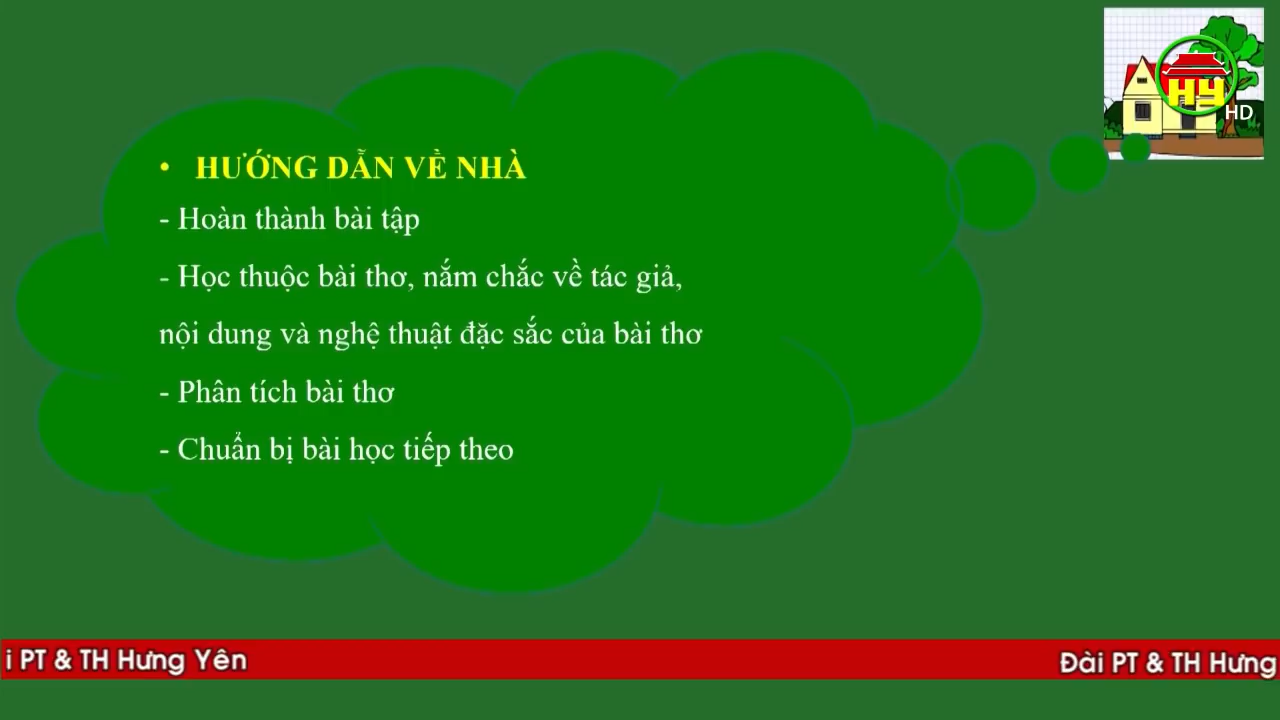 HY
HD
• HƯỚNG DẪN VỀ NHÀ
- Hoàn thành bài tập
- Học thuộc bài thơ, nắm chắc về tác giả,
nội dung và nghệ thuật đặc sắc của bài thơ
- Phân tích bài thơ
- Chuẩn bị bài học tiếp theo
i PT & TH Hưng Yên
Đài PT & TH Hưng